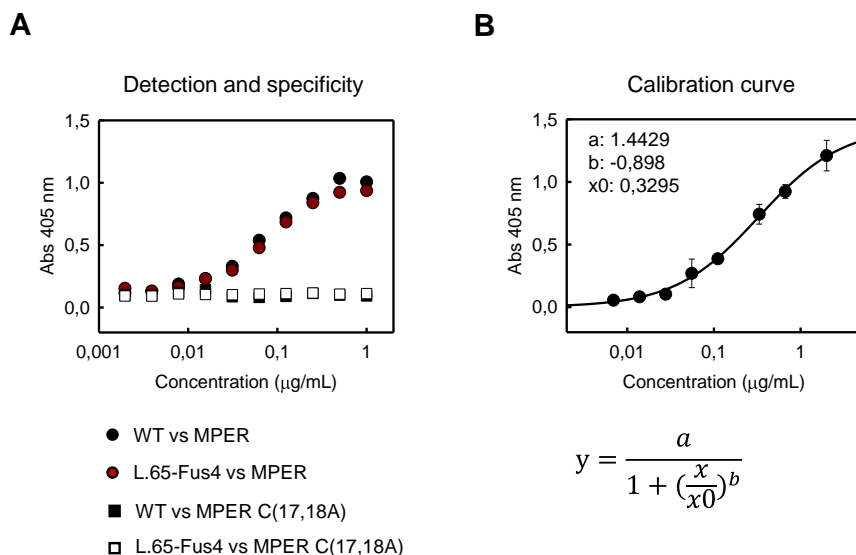 A
B
Detection and specificity
Calibration curve
1,5
1,0
0,5
0,0
Abs 405 nm
0,001
0,01
0,1
1
Concentration (μg/mL)
1,5
1,0
0,5
0,0
Abs 405 nm
a: 1.4429
b: -0,898
x0: 0,3295
0,01
0,1
1
Concentration (μg/mL)
WT vs MPER
L.65-Fus4 vs MPER
WT vs MPER C(17,18A)
L.65-Fus4 vs MPER C(17,18A)
y = a / (1 + (x/x0)^b)